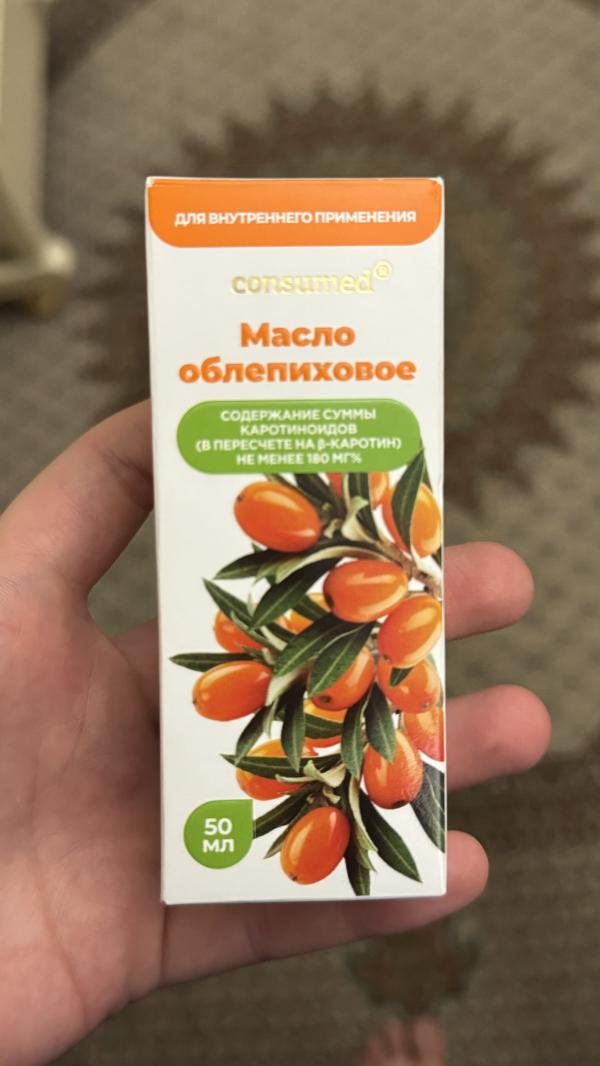 ДЛЯ ВНУТРЕННЕГО ПРИМЕНЕНИЯ
consumed®
Масло
облепиховое
СОДЕРЖАНИЕ СУММЫ
КАРОТИНОИДОВ
(В ПЕРЕСЧЕТЕ НА β-КАРОТИН)
НЕ МЕНЕЕ 180 МГ%
50
МЛ